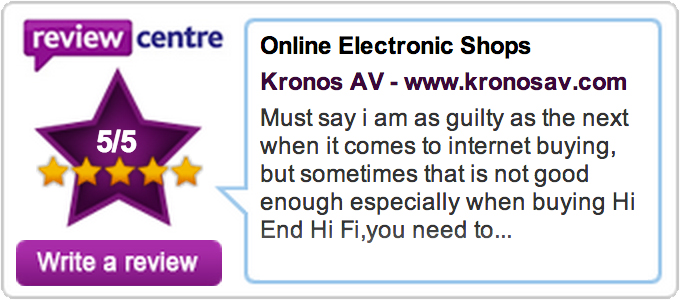 review centre
5/5
Write a review
Online Electronic Shops
Kronos AV - www.kronosav.com
Must say i am as guilty as the next
when it comes to internet buying,
but sometimes that is not good
enough especially when buying Hi
End Hi Fi,you need to...